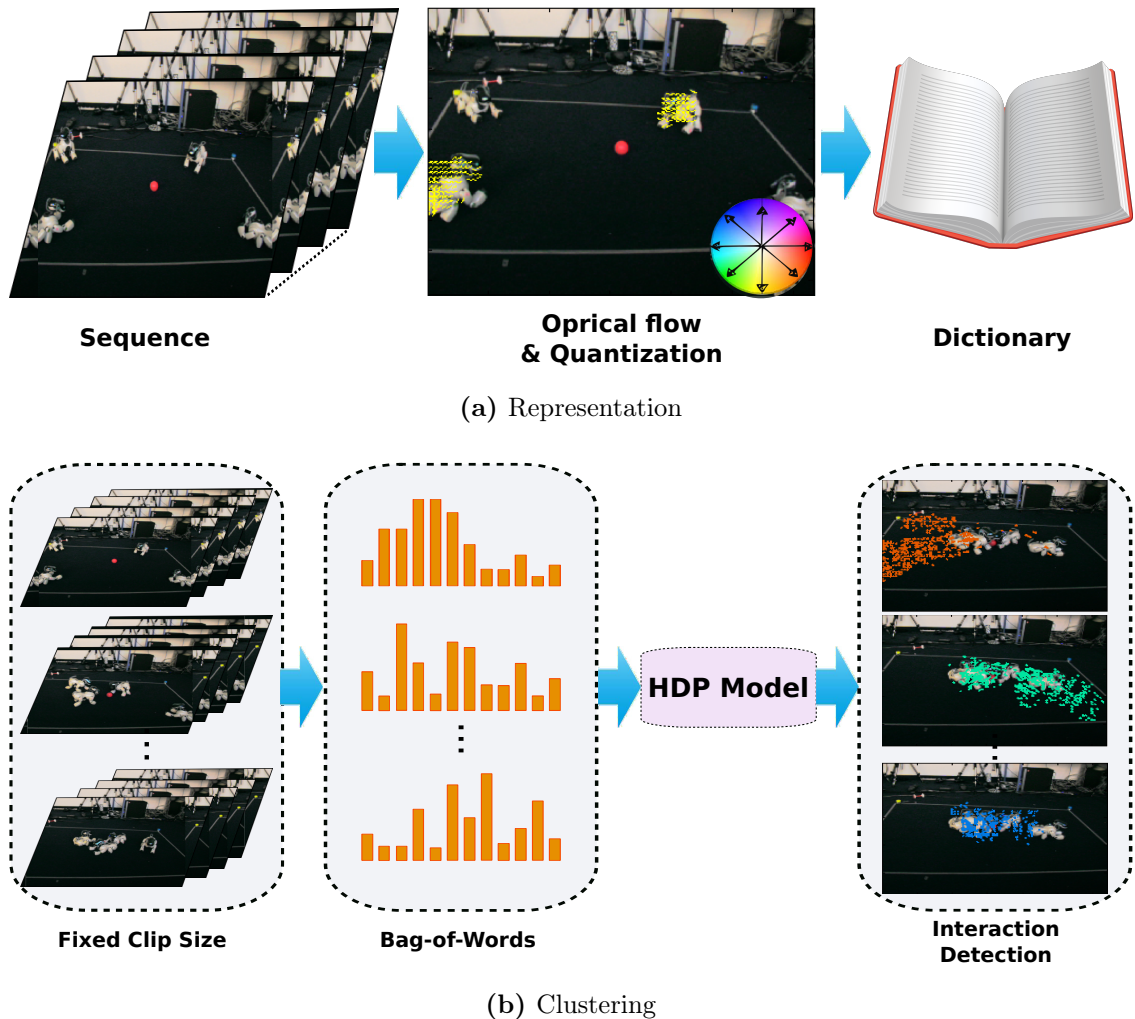 Sequence
Oprical flow
& Quantization
Dictionary
(a) Representation
HDP Model
Fixed Clip Size
Bag-of-Words
Interaction
Detection
(b) Clustering